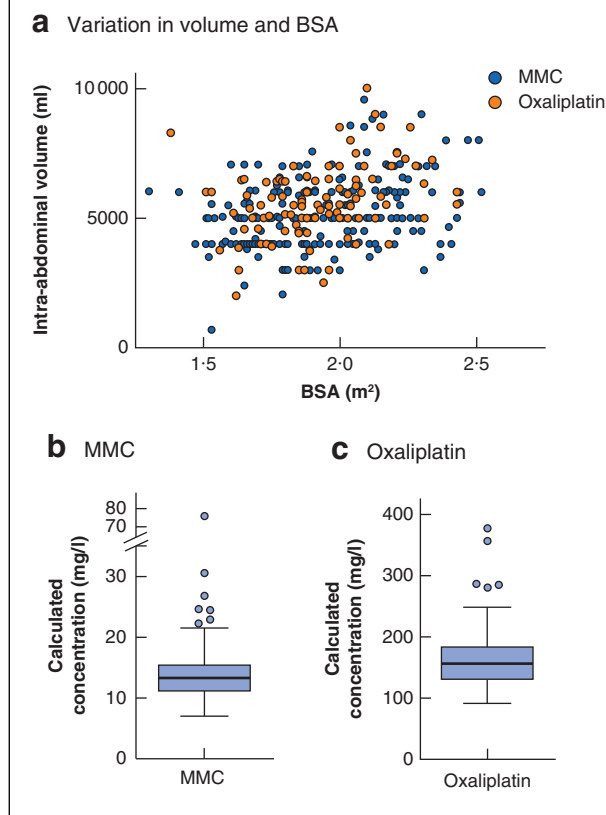 a Variation in volume and BSA
MMC
Oxaliplatin
Intra-abdominal volume (ml)
10 000
5000
0
1·5
2·0
2·5
BSA (m²)
b MMC
Calculated
concentration (mg/l)
80
70
30
20
10
0
MMC
c Oxaliplatin
Calculated
concentration (mg/l)
400
300
200
100
0
Oxaliplatin